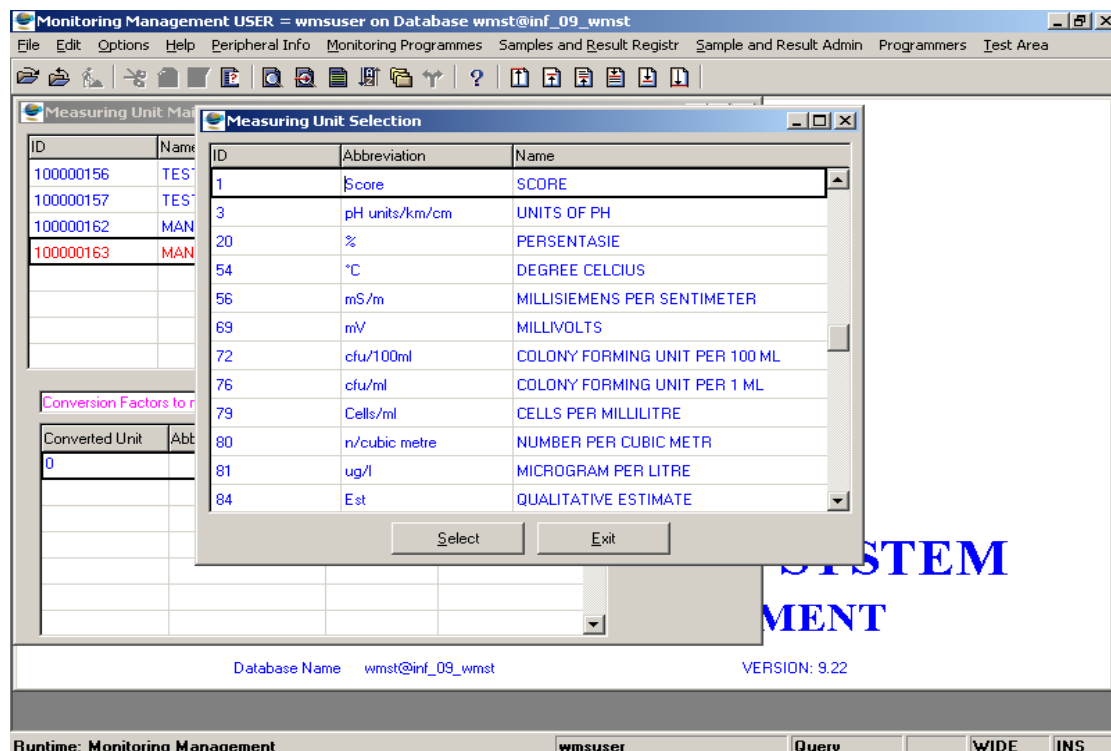 Monitoring Management USER = wmsuser on Database wmst@inf_09_wmst
File Edit Options Help Peripheral Info Monitoring Programmes Samples and Result Registr Sample and Result Admin Programmers Test Area
Measuring Unit Mai
Measuring Unit Selection
ID Name
100000156 TEST
100000157 TEST
100000162 MAN
100000163 MAN
ID Abbreviation Name
1 Score SCORE
3 pH units/km/cm UNITS OF PH
20 % PERSENTASIE
54 °C DEGREE CELCIUS
56 mS/m MILLISIEMENS PER SENTIMETER
69 mV MILLIVOLTS
72 cfu/100ml COLONY FORMING UNIT PER 100 ML
76 cfu/ml COLONY FORMING UNIT PER 1 ML
79 Cells/ml CELLS PER MILLILITRE
80 n/cubic metre NUMBER PER CUBIC METR
81 ug/l MICROGRAM PER LITRE
84 Est QUALITATIVE ESTIMATE
Select Exit
Conversion Factors to
Converted Unit Abb
0
SYSTEM
MENT
Database Name wmst@inf_09_wmst VERSION: 9.22
Runtime: Monitoring Management wmsuser Query WIDE INS